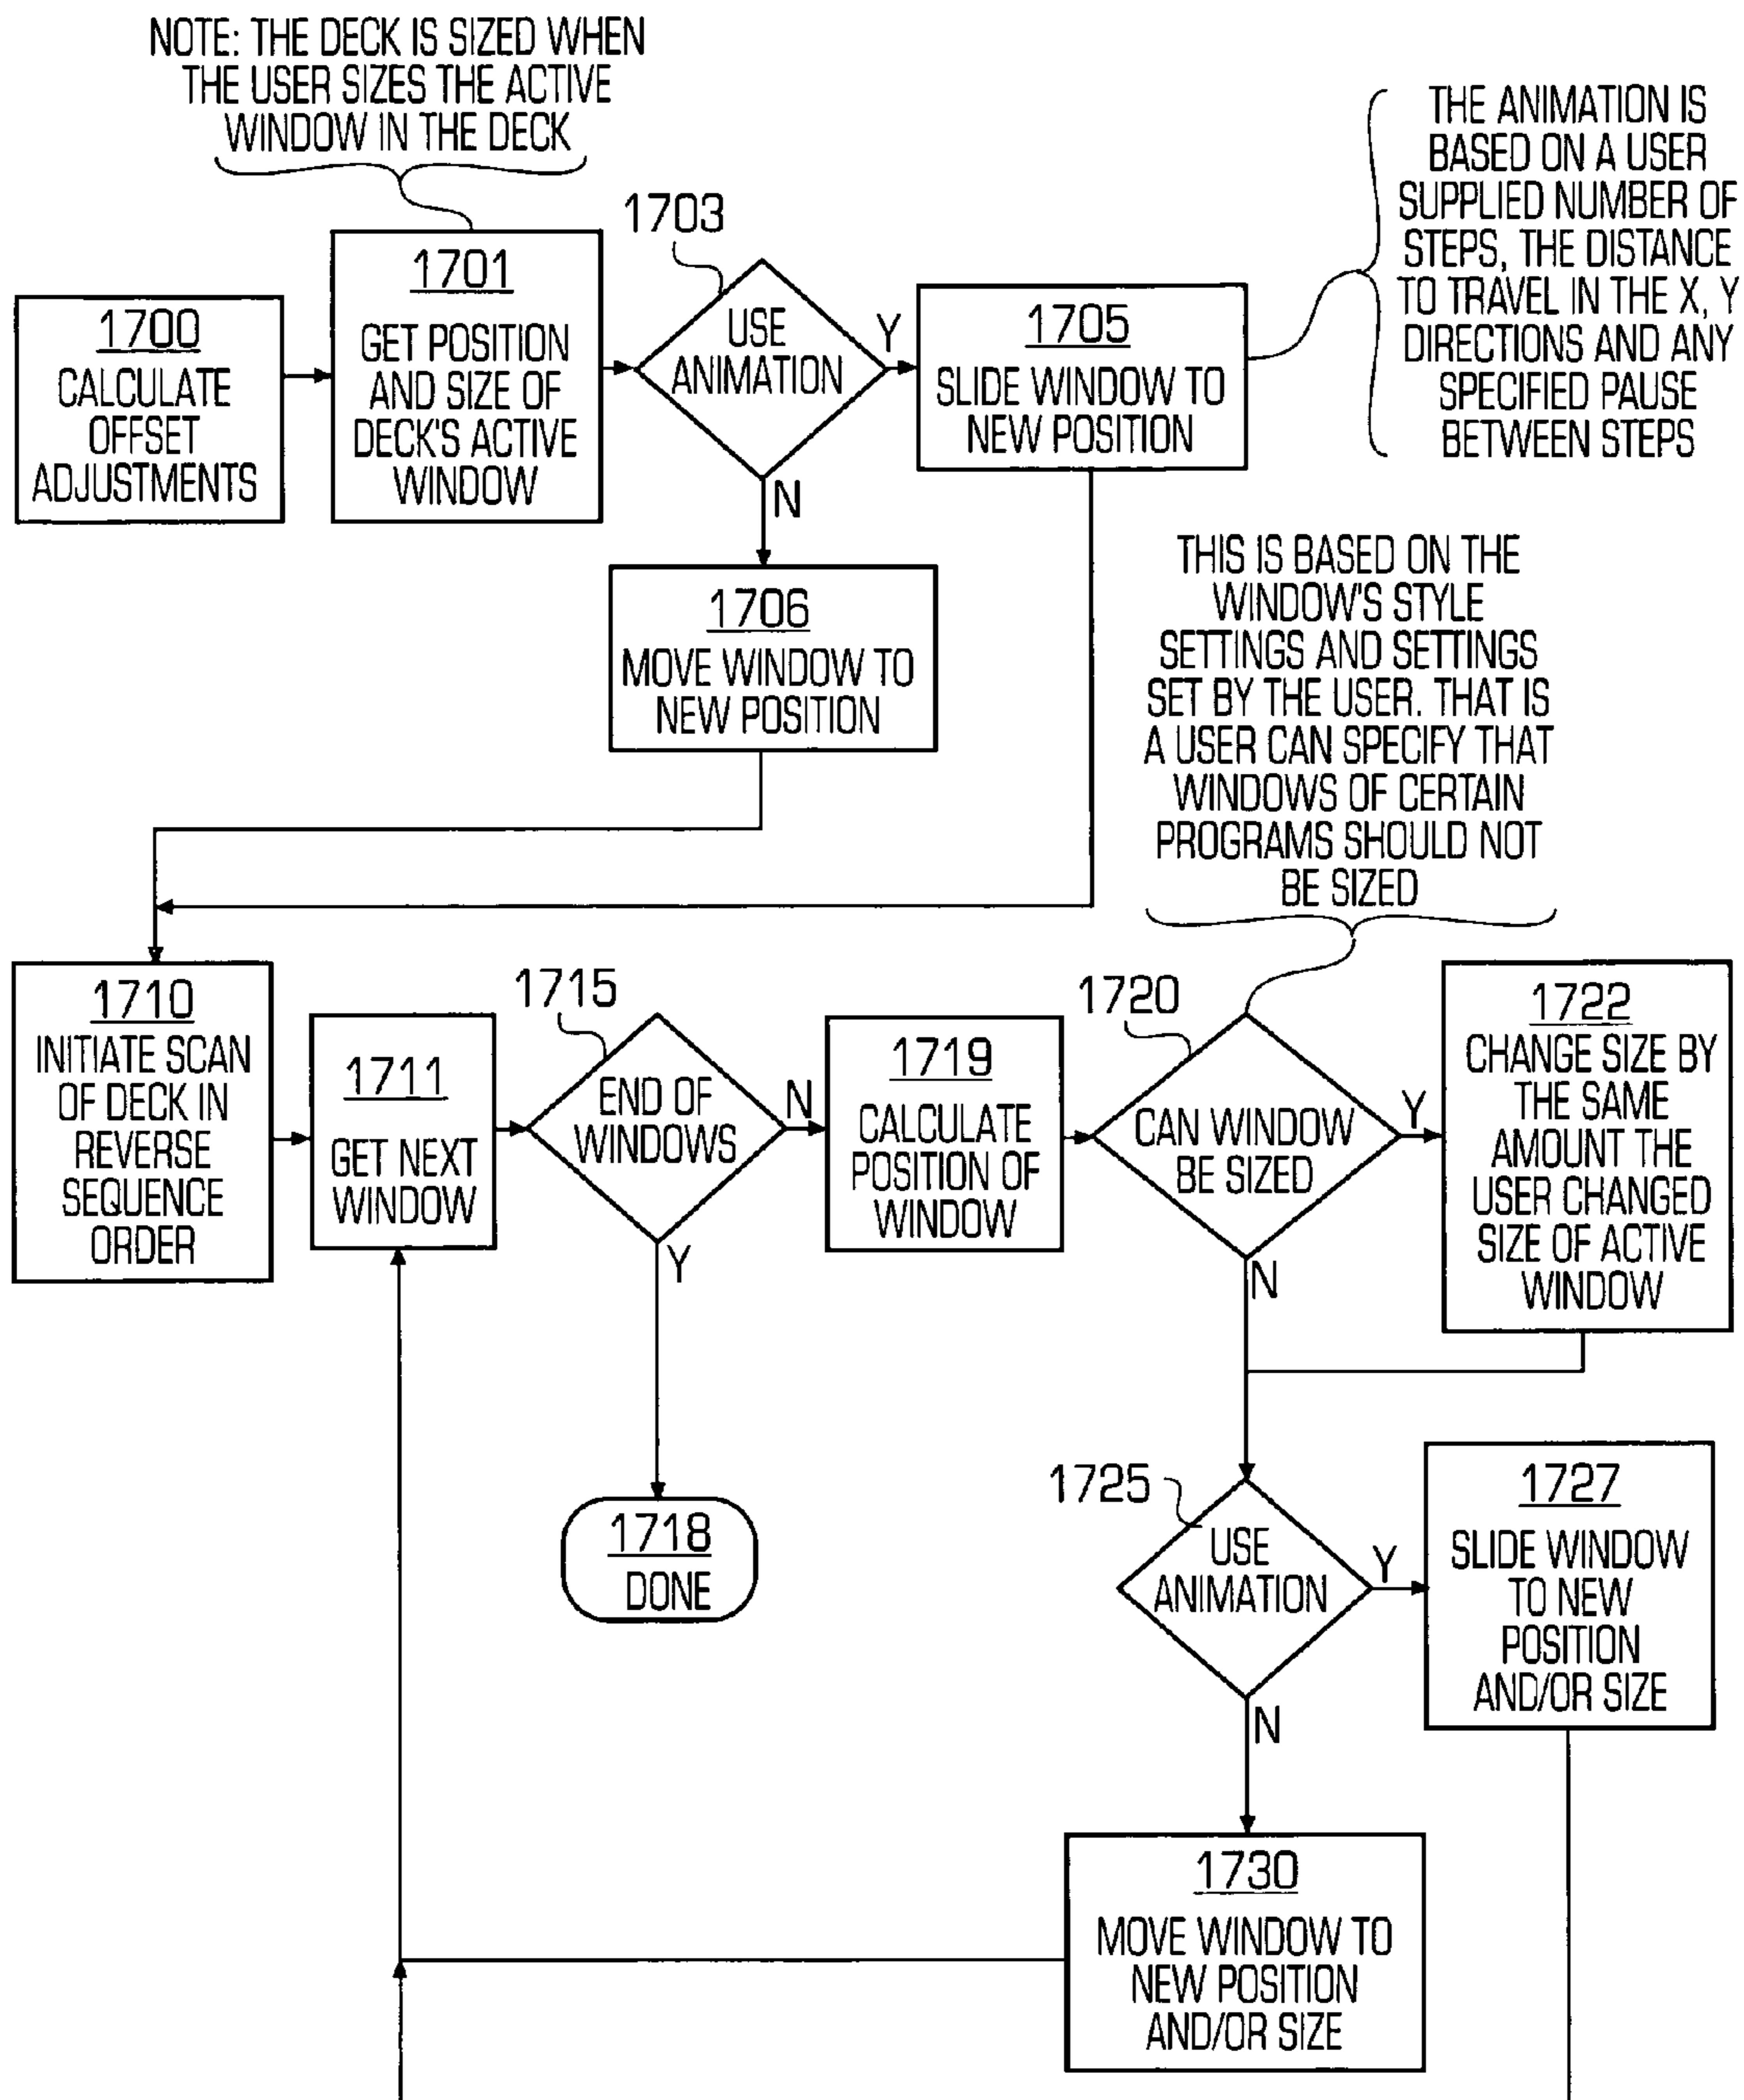 NOTE: THE DECK IS SIZED WHEN
THE USER SIZES THE ACTIVE
WINDOW IN THE DECK
THE ANIMATION IS
BASED ON A USER
SUPPLIED NUMBER OF
STEPS, THE DISTANCE
TO TRAVEL IN THE X, Y
DIRECTIONS AND ANY
SPECIFIED PAUSE
BETWEEN STEPS
1700
CALCULATE
OFFSET
ADJUSTMENTS
1701
GET POSITION
AND SIZE OF
DECK'S ACTIVE
WINDOW
1703
USE
ANIMATION
Y
N
1705
SLIDE WINDOW TO
NEW POSITION
1706
MOVE WINDOW TO
NEW POSITION
THIS IS BASED ON THE
WINDOW'S STYLE
SETTINGS AND SETTINGS
SET BY THE USER. THAT IS
A USER CAN SPECIFY THAT
WINDOWS OF CERTAIN
PROGRAMS SHOULD NOT
BE SIZED
1710
INITIATE SCAN
OF DECK IN
REVERSE
SEQUENCE
ORDER
1711
GET NEXT
WINDOW
1715
END OF
WINDOWS
N
Y
1718
DONE
1719
CALCULATE
POSITION OF
WINDOW
1720
CAN WINDOW
BE SIZED
Y
N
1722
CHANGE SIZE BY
THE SAME
AMOUNT THE
USER CHANGED
SIZE OF ACTIVE
WINDOW
1725
USE
ANIMATION
Y
N
1727
SLIDE WINDOW
TO NEW
POSITION
AND/OR SIZE
1730
MOVE WINDOW TO
NEW POSITION
AND/OR SIZE